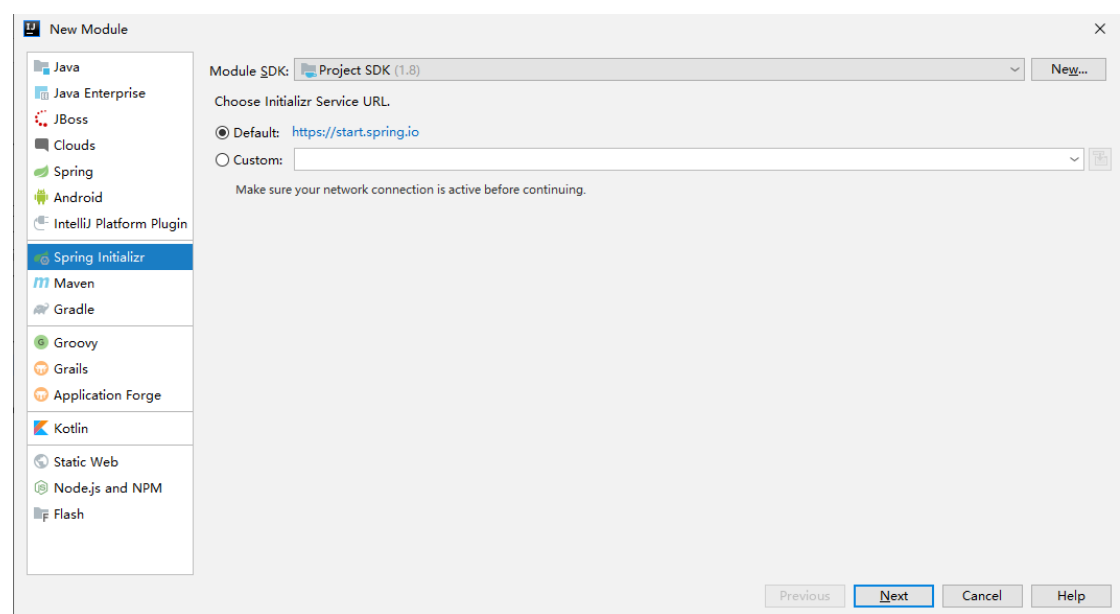 New Module
Java
Java Enterprise
JBoss
Clouds
Spring
Android
IntelliJ Platform Plugin
Spring Initializr
Maven
Gradle
Groovy
Grails
Application Forge
Kotlin
Static Web
Node.js and NPM
Flash
Module SDK: Project SDK (1.8) New...
Choose Initializr Service URL.
Default: https://start.spring.io
Custom:
Make sure your network connection is active before continuing.
Previous Next Cancel Help